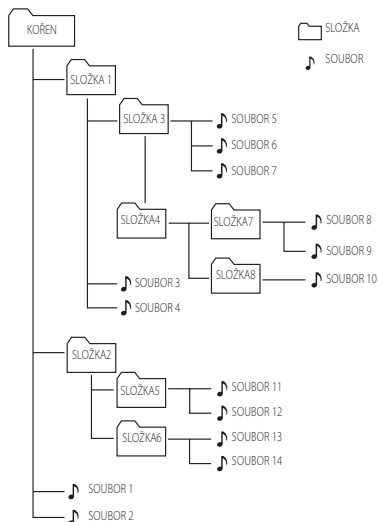 KOŘEN
SLOŽKA
SOUBOR
SLOŽKA 1
SLOŽKA 3
SOUBOR 5
SOUBOR 6
SOUBOR 7
SLOŽKA4
SLOŽKA7
SOUBOR 8
SOUBOR 9
SLOŽKA8
SOUBOR 10
SOUBOR 3
SOUBOR 4
SLOŽKA2
SLOŽKA5
SOUBOR 11
SOUBOR 12
SLOŽKA6
SOUBOR 13
SOUBOR 14
SOUBOR 1
SOUBOR 2